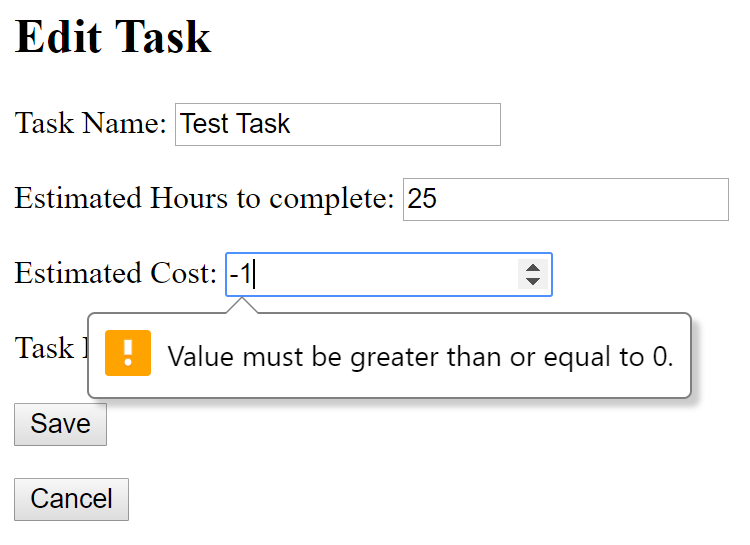 Edit Task
Task Name: Test Task
Estimated Hours to complete: 25
Estimated Cost: -1
Value must be greater than or equal to 0.
Task
Save
Cancel